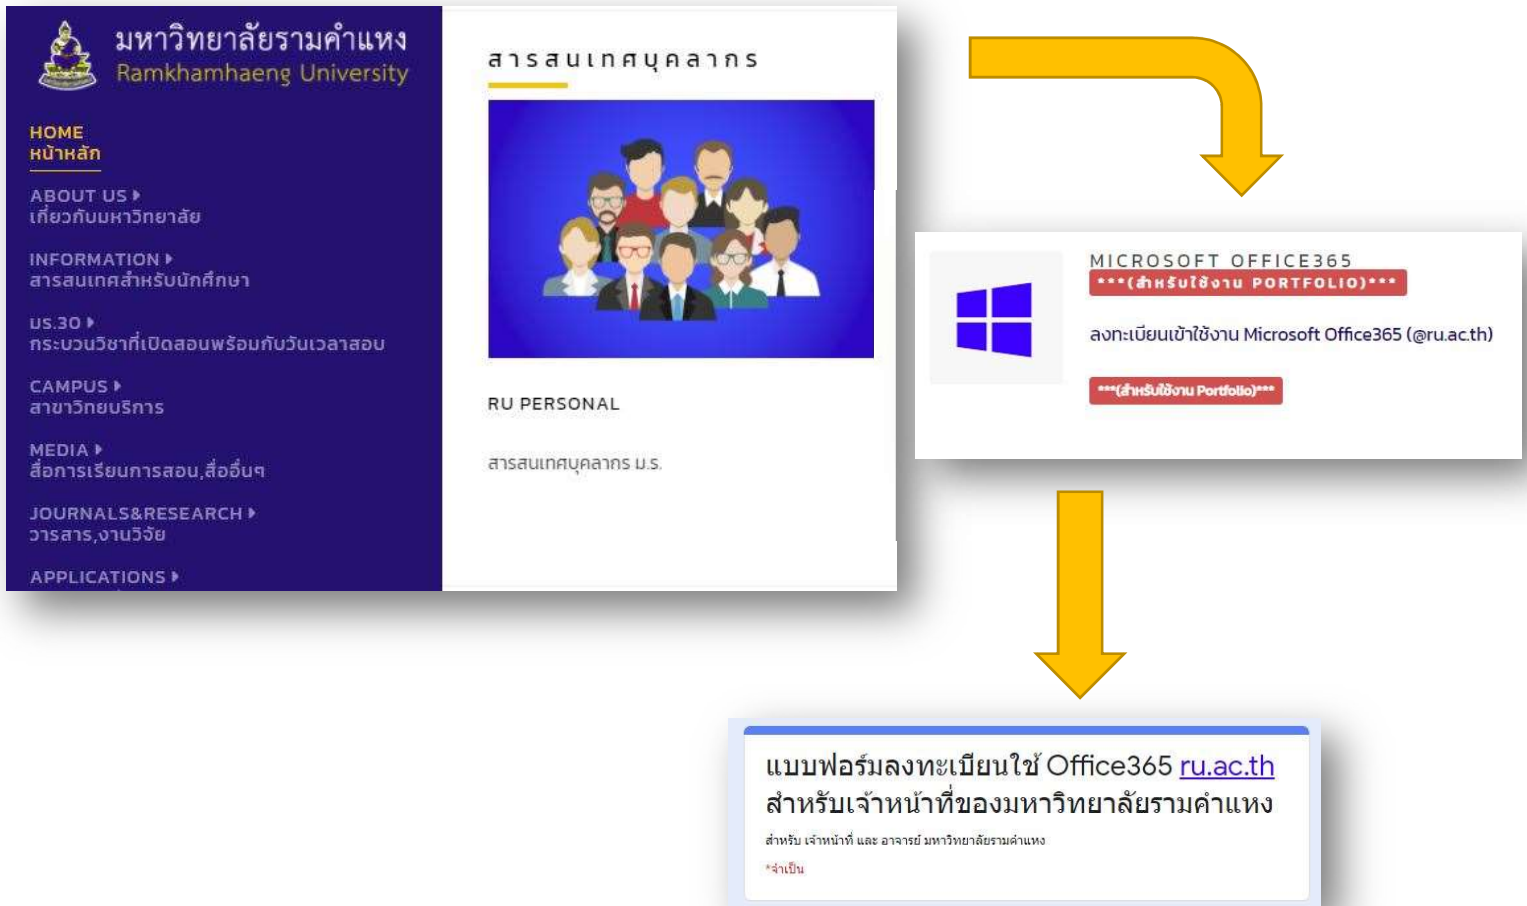 มหาวิทยาลัยรามคำแหง
Ramkhamhaeng University
HOME
หน้าหลัก
ABOUT US
เกี่ยวกับมหาวิทยาลัย
INFORMATION
สารสนเทศสำหรับนักศึกษา
มร.30
กระบวนวิชาที่เปิดสอนพร้อมกับวันเวลาสอบ
CAMPUS
สาขาวิทยบริการ
MEDIA
สื่อการเรียนการสอน,สื่ออื่นๆ
JOURNALS&RESEARCH
วารสาร,งานวิจัย
APPLICATIONS
สารสนเทศบุคลากร
RU PERSONAL
สารสนเทศบุคลากร ม.ร.
MICROSOFT OFFICE365
***(สำหรับใช้งาน PORTFOLIO)***
ลงทะเบียนเข้าใช้งาน Microsoft Office365 (@ru.ac.th)
***(สำหรับใช้งาน Portfolio)***
แบบฟอร์มลงทะเบียนใช้ Office365 ru.ac.th
สำหรับเจ้าหน้าที่ของมหาวิทยาลัยรามคำแหง
สำหรับ เจ้าหน้าที่ และ อาจารย์ มหาวิทยาลัยรามคำแหง
*จำเป็น